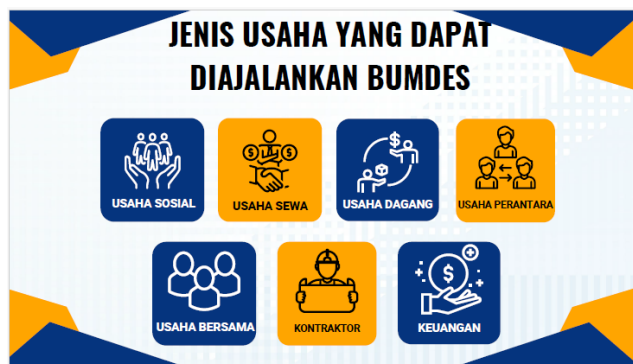 JENIS USAHA YANG DAPAT
DIAJALANKAN BUMDES
USAHA SOSIAL
USAHA SEWA
USAHA DAGANG
USAHA PERANTARA
USAHA BERSAMA
KONTRAKTOR
KEUANGAN